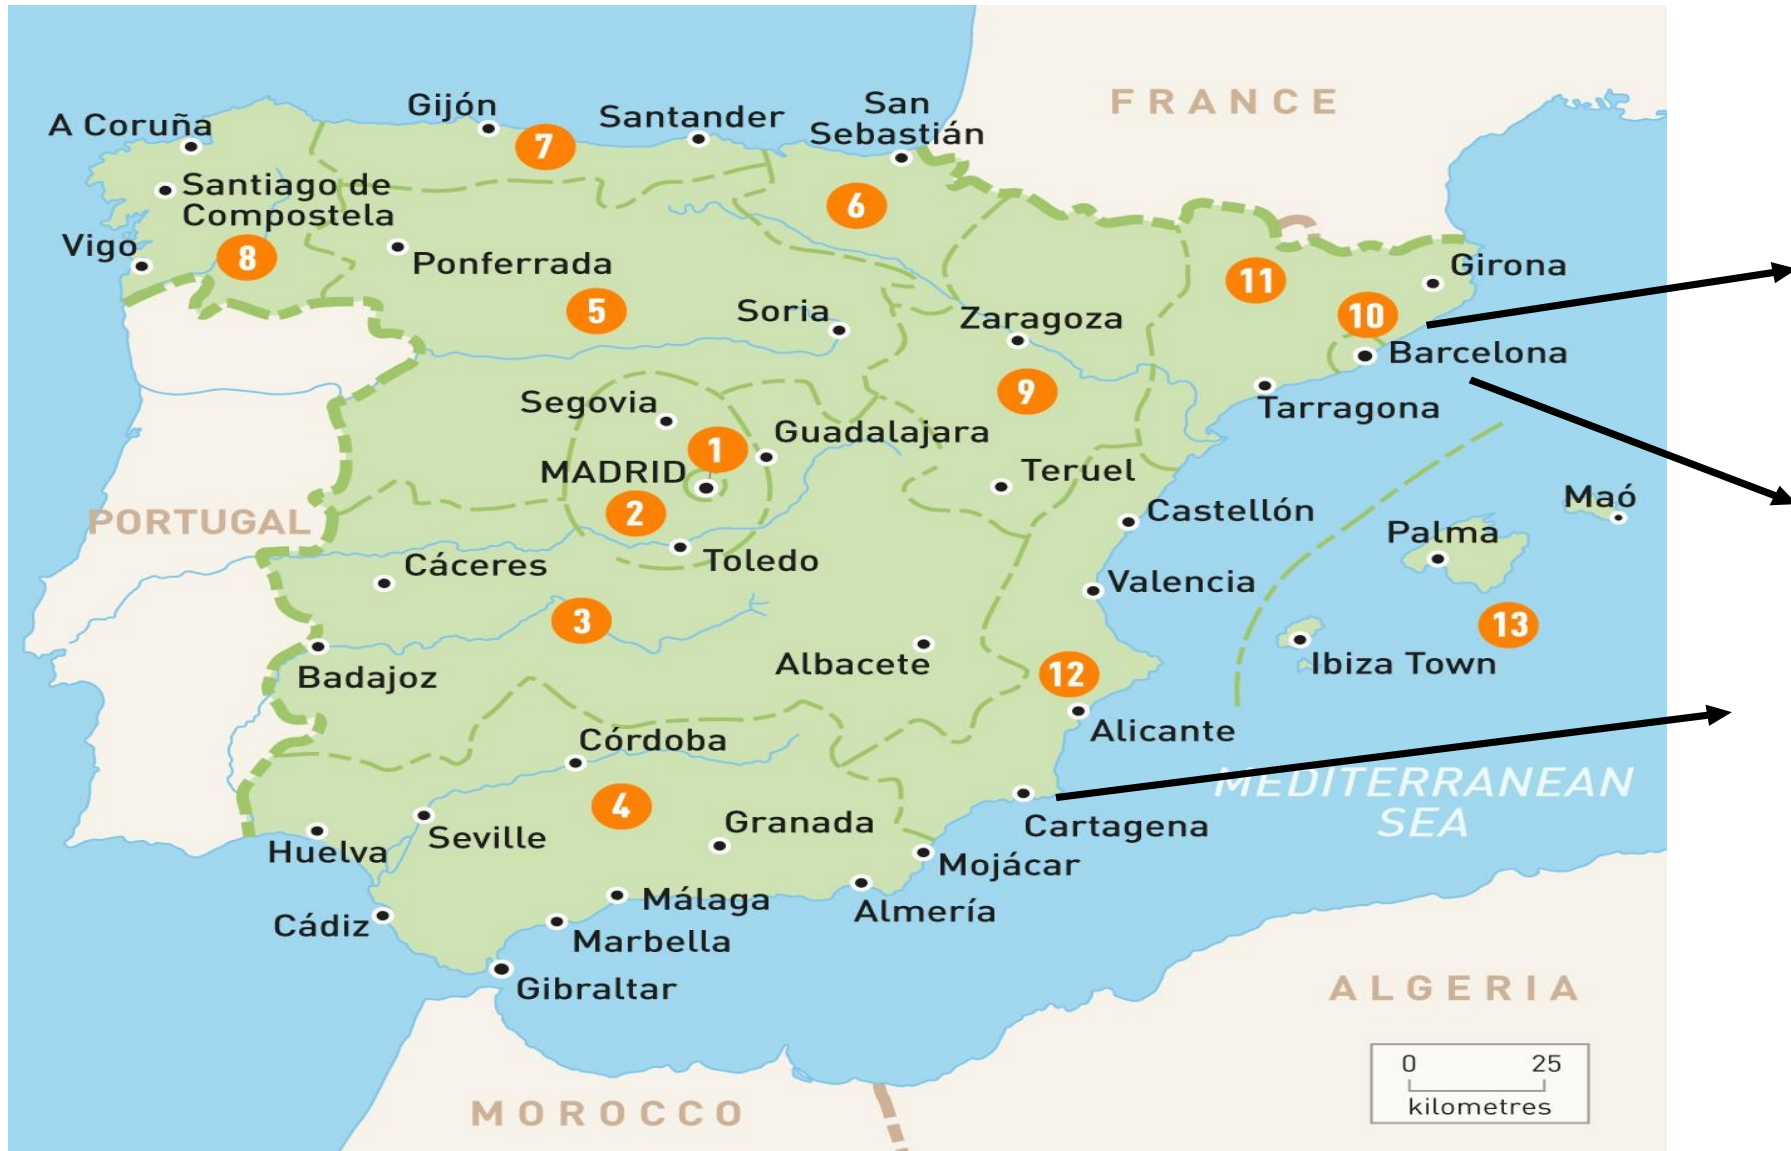 FRANCE
Gijón
San
Sebastián
Santander
A Coruña
7
Santiago de
Compostela
6
Vigo
8
Ponferrada
11
Girona
5
Soria
Zaragoza
10
Barcelona
Segovia
9
Tarragona
1
Guadalajara
MADRID
Teruel
Maó
2
Castellón
PORTUGAL
Palma
Cáceres
Toledo
Valencia
3
13
Badajoz
Albacete
12
Ibiza Town
Alicante
Córdoba
MEDITERRANEAN
SEA
4
Granada
Cartagena
Huelva
Seville
Mojácar
Málaga
Almería
Cádiz
Marbella
Gibraltar
ALGERIA
0 25
kilometres
MOROCCO